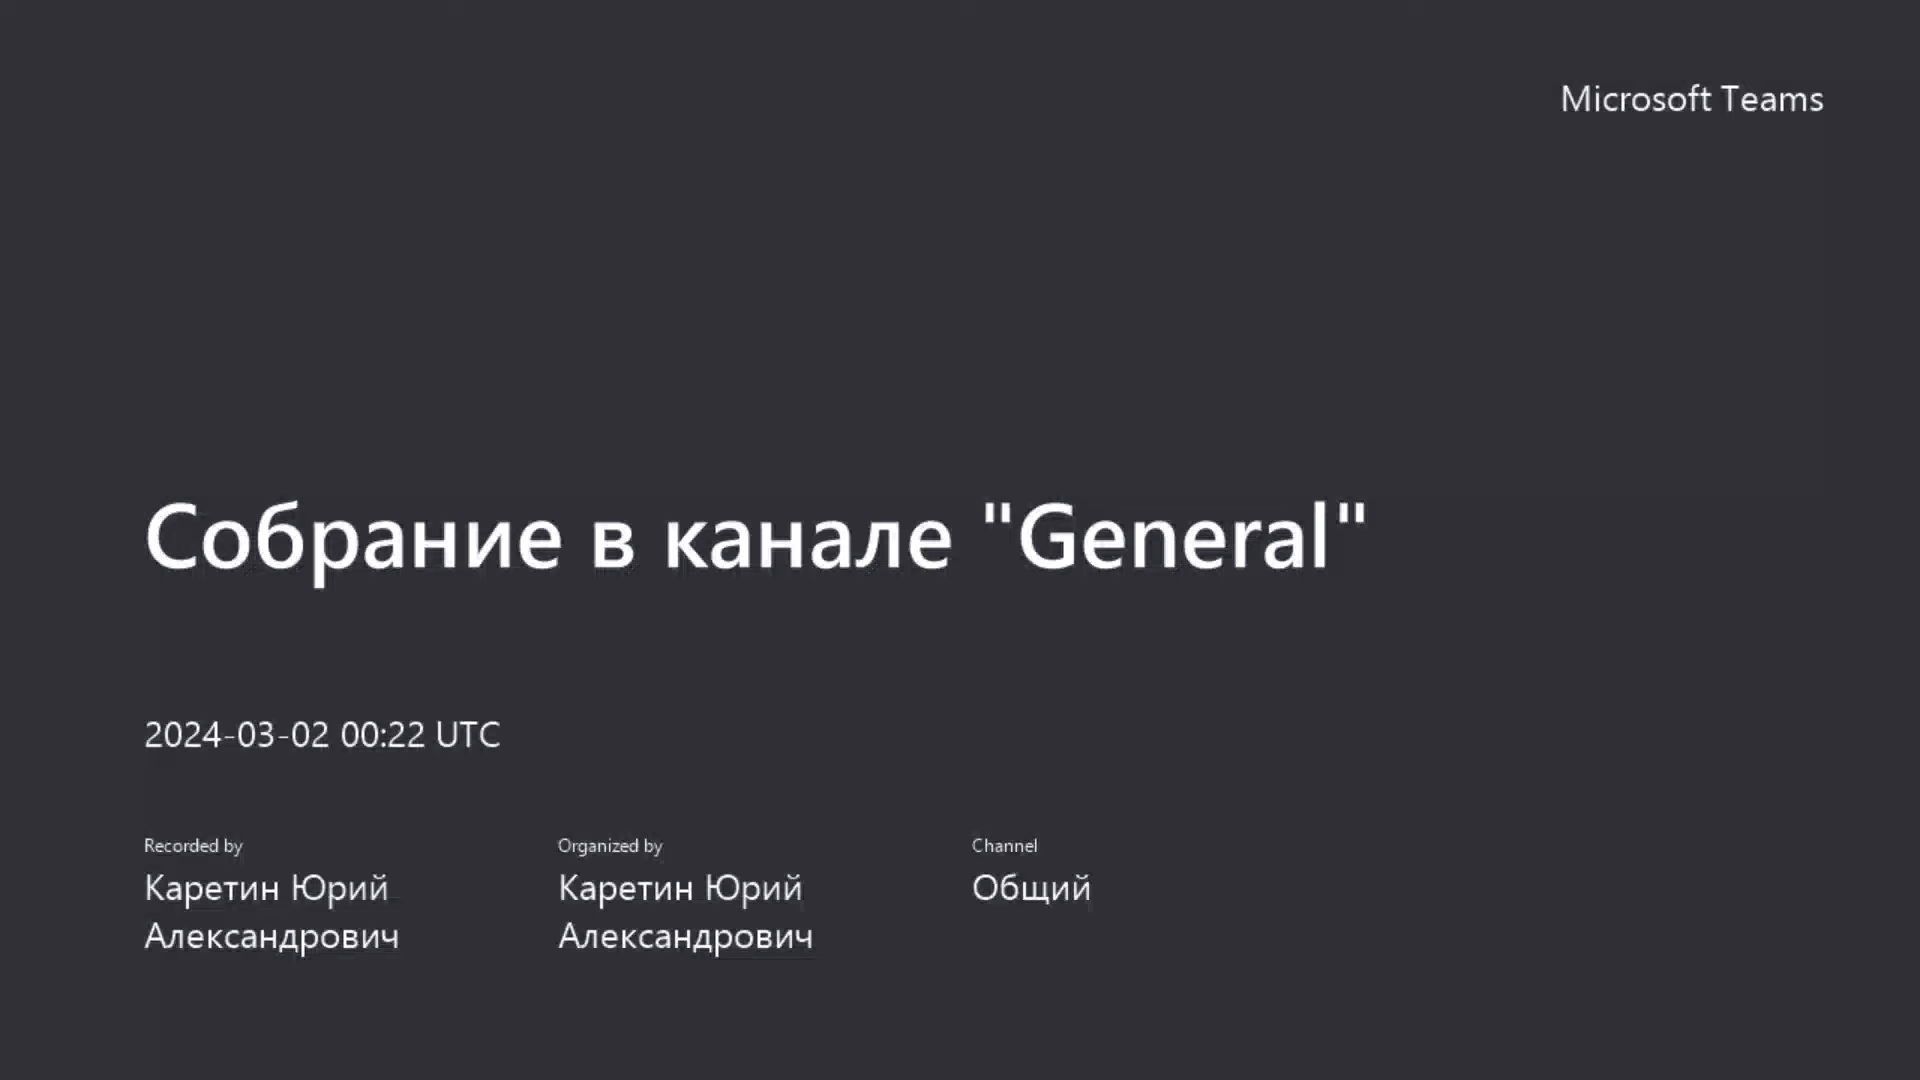 Microsoft Teams
Собрание в канале "General"
2024-03-02 00:22 UTC
Recorded by
Каретин Юрий
Александрович
Organized by
Каретин Юрий
Александрович
Channel
Общий